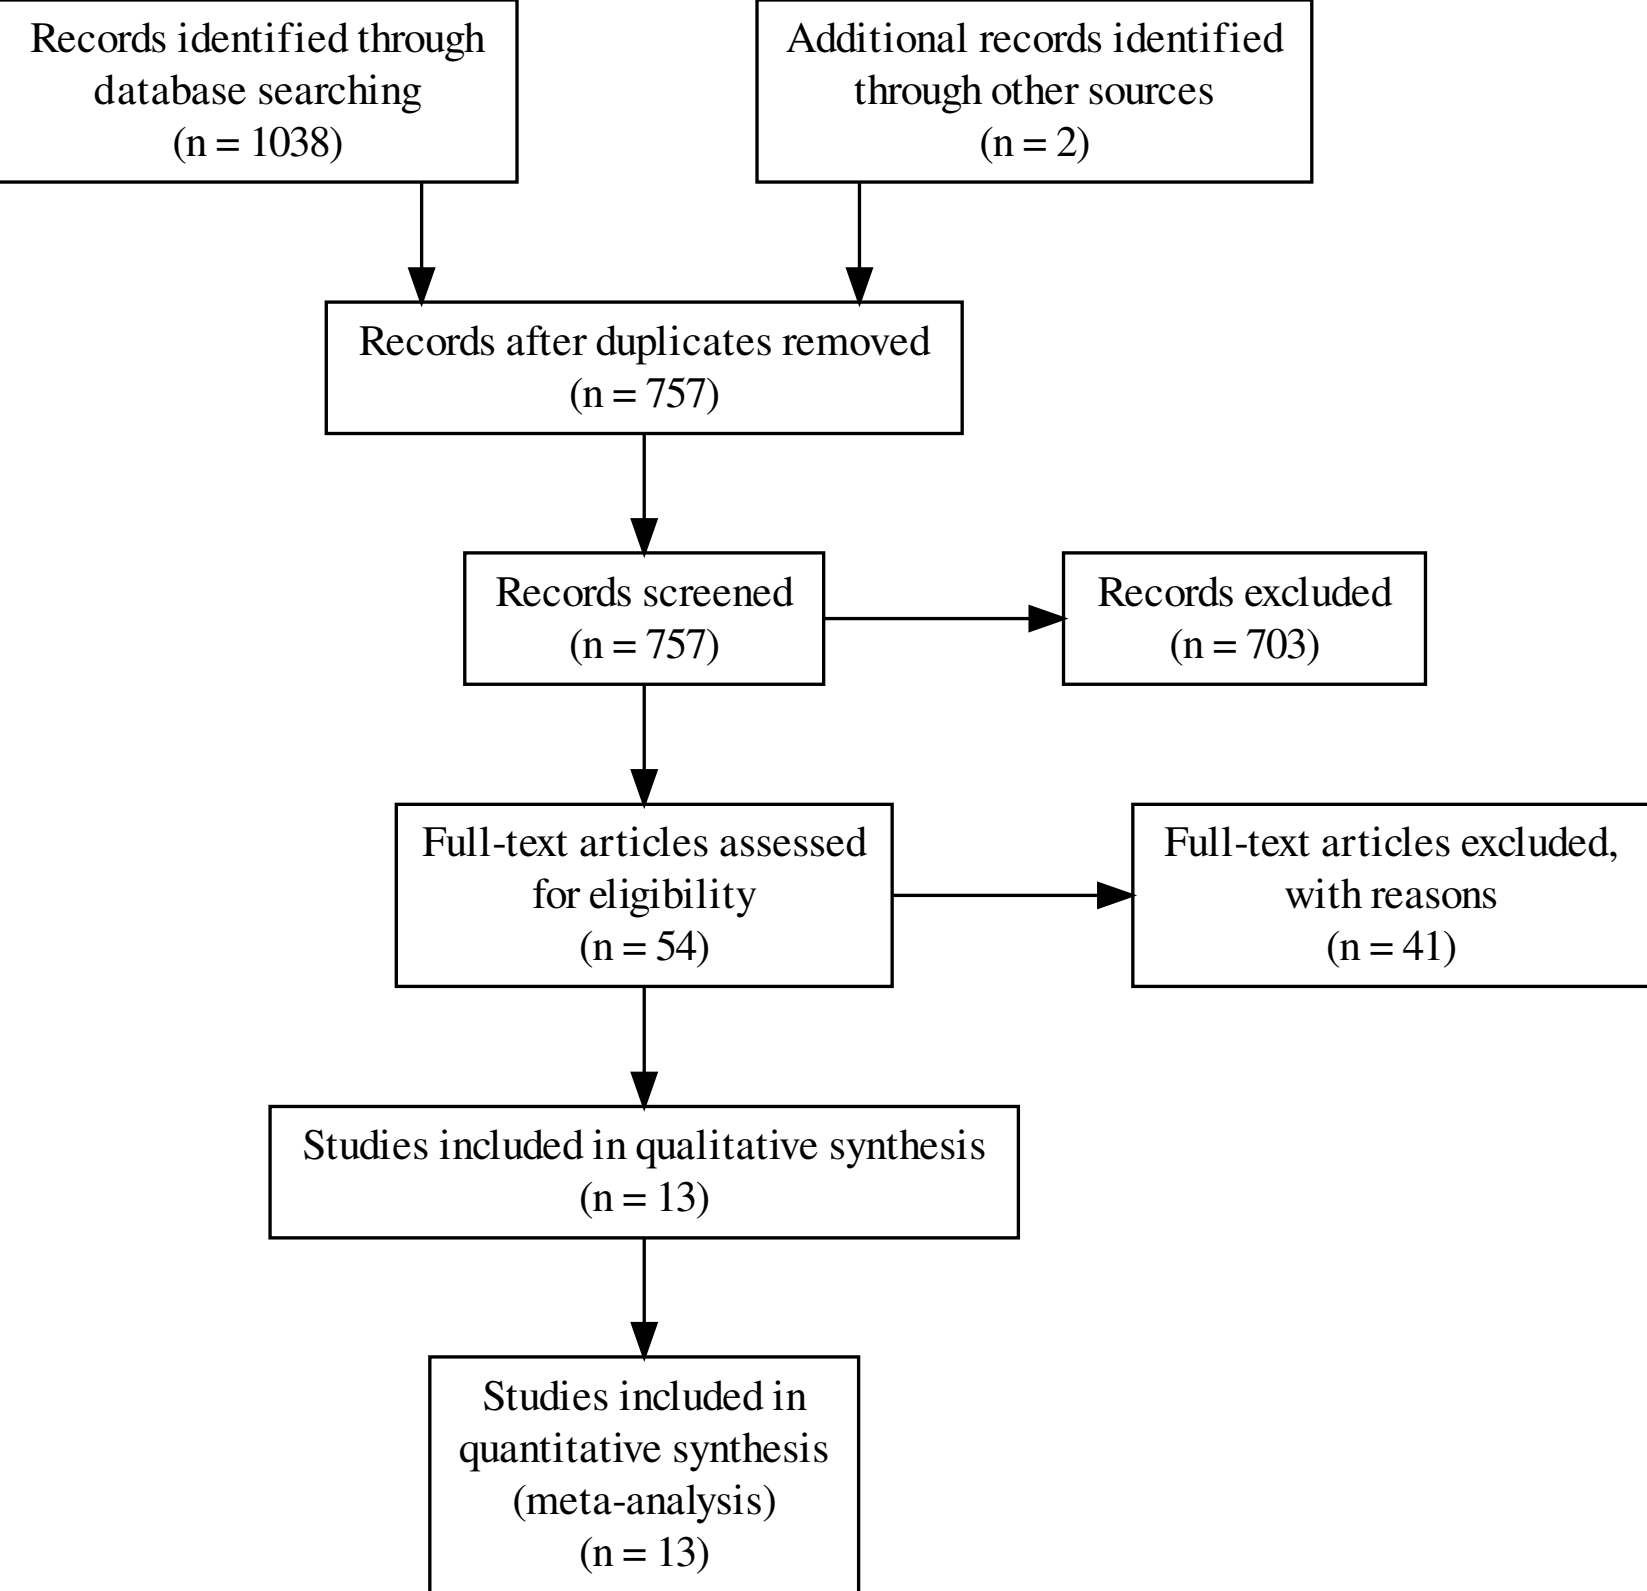 Records identified through
database searching
(n = 1038)
Additional records identified
through other sources
(n = 2)
Records after duplicates removed
(n = 757)
Records screened
(n = 757)
Records excluded
(n = 703)
Full-text articles assessed
for eligibility
(n = 54)
Full-text articles excluded,
with reasons
(n = 41)
Studies included in qualitative synthesis
(n = 13)
Studies included in
quantitative synthesis
(meta-analysis)
(n = 13)